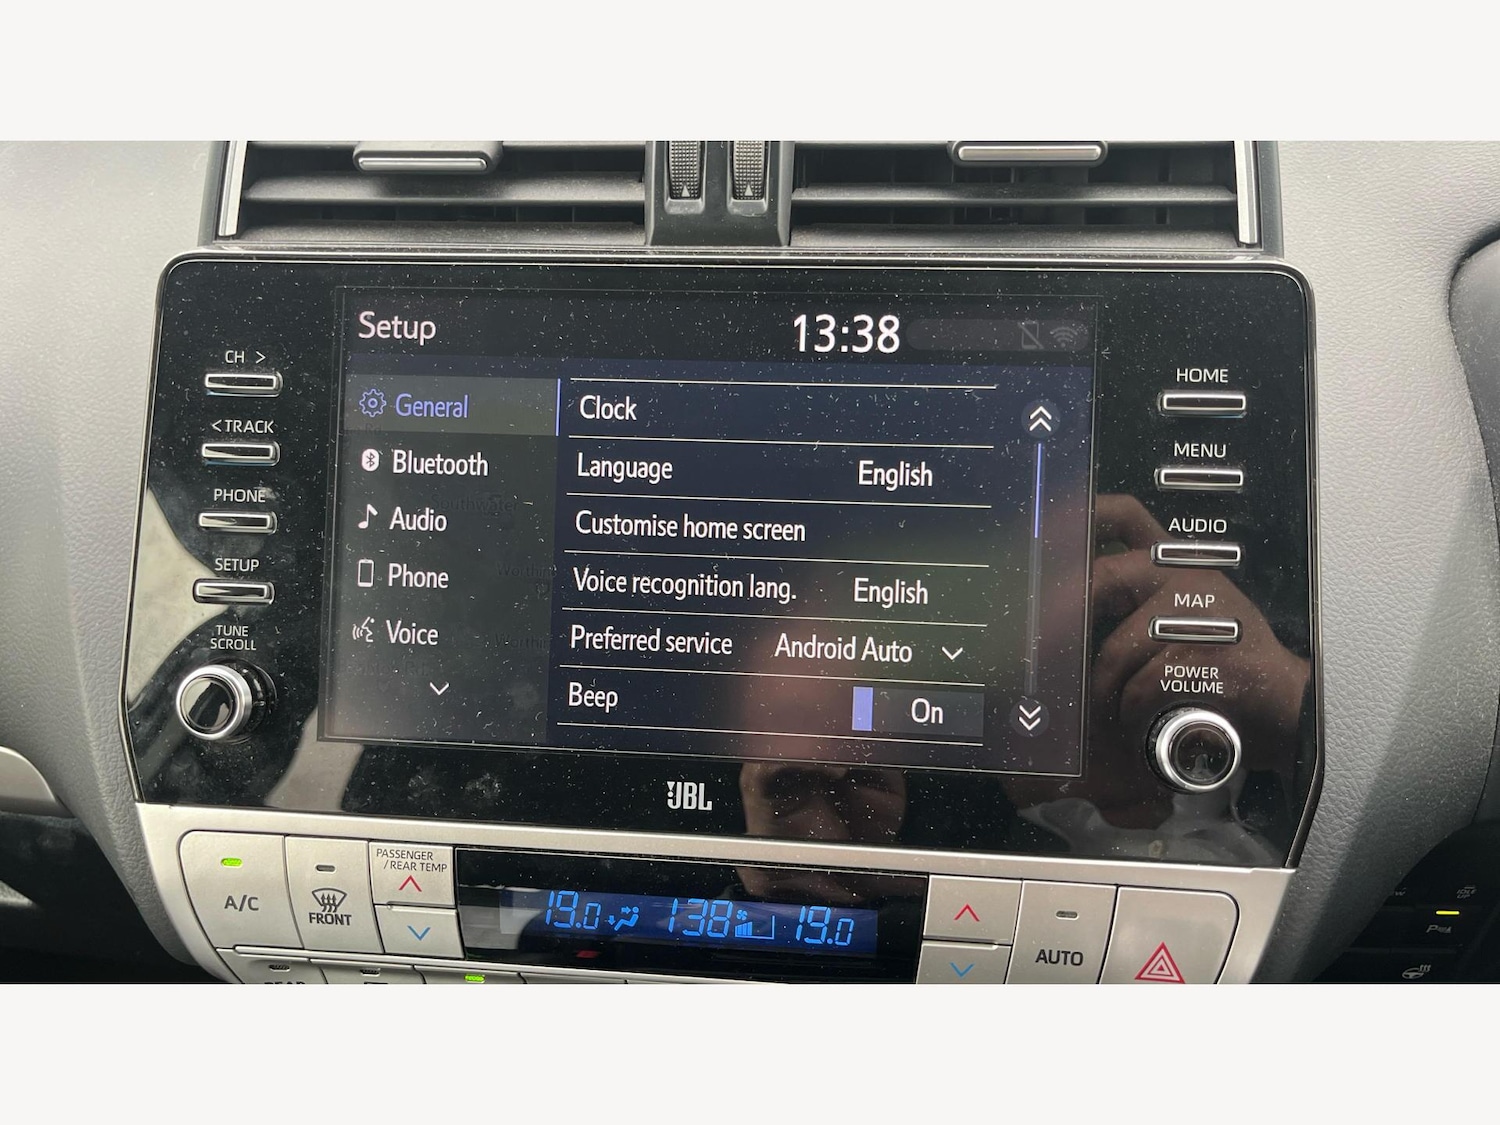 CH >
< TRACK
PHONE
SETUP
TUNE
SCROLL
Setup
13:38
General
Bluetooth
Audio
Phone
Voice
Clock
Language English
Customise home screen
Voice recognition lang. English
Preferred service Android Auto
Beep On
HOME
MENU
AUDIO
MAP
POWER
VOLUME
JBL
A/C
FRONT
PASSENGER
/REAR TEMP
19.0 19.0
AUTO